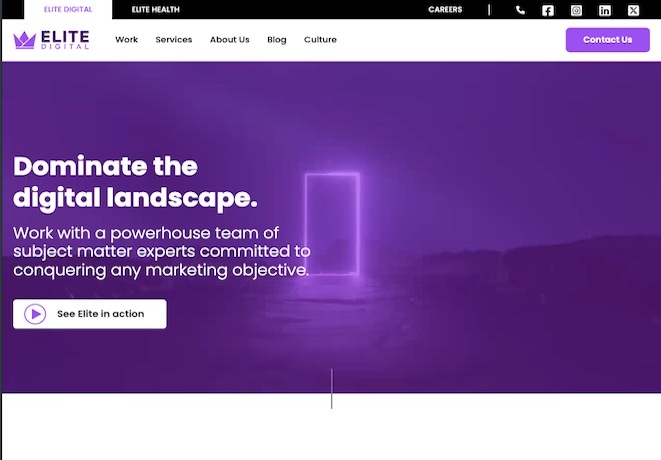 ELITE DIGITAL
ELITE HEALTH
CAREERS
ELITE
DIGITAL
Work
Services
About Us
Blog
Culture
Contact Us
Dominate the
digital landscape.
Work with a powerhouse team of
subject matter experts committed to
conquering any marketing objective.
See Elite in action